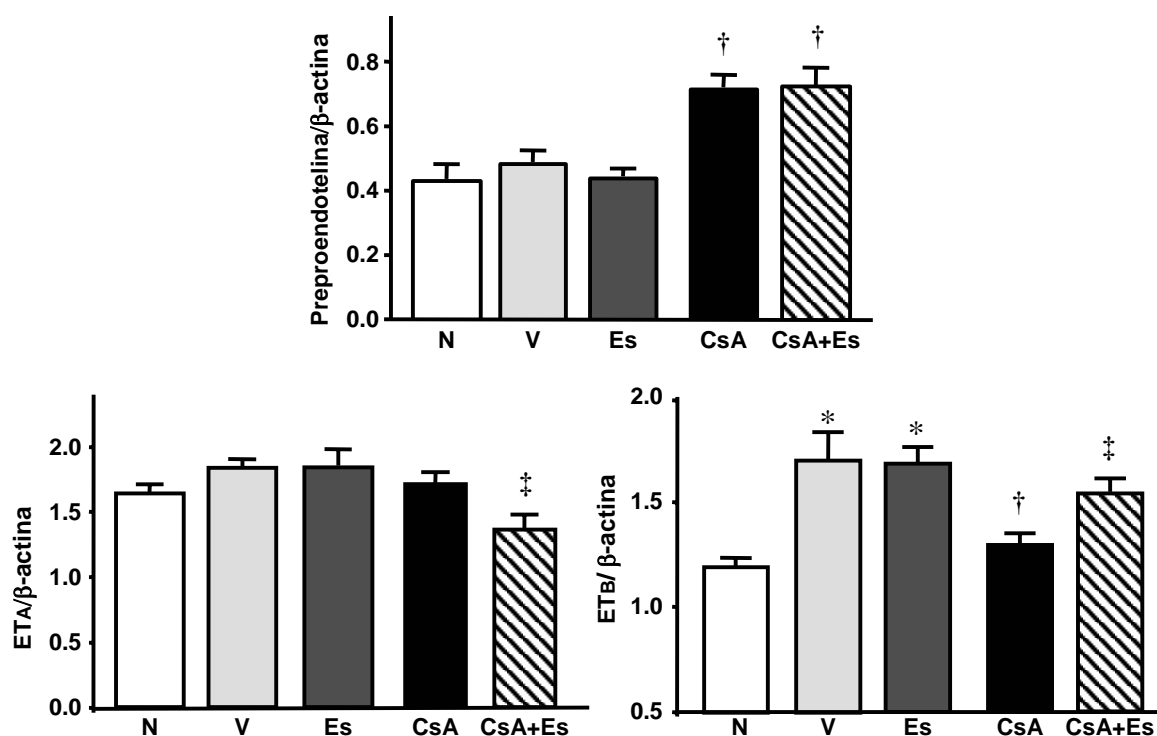 Preproendotelina/β-actina
0.8
0.6
0.4
0.2
0.0
† †
N V Es CsA CsA+Es
ETA/β-actina
2.0
1.5
1.0
0.5
0.0
‡
N V Es CsA CsA+Es
ETB/ β-actina
2.0
1.5
1.0
0.5
* * † ‡
N V Es CsA CsA+Es